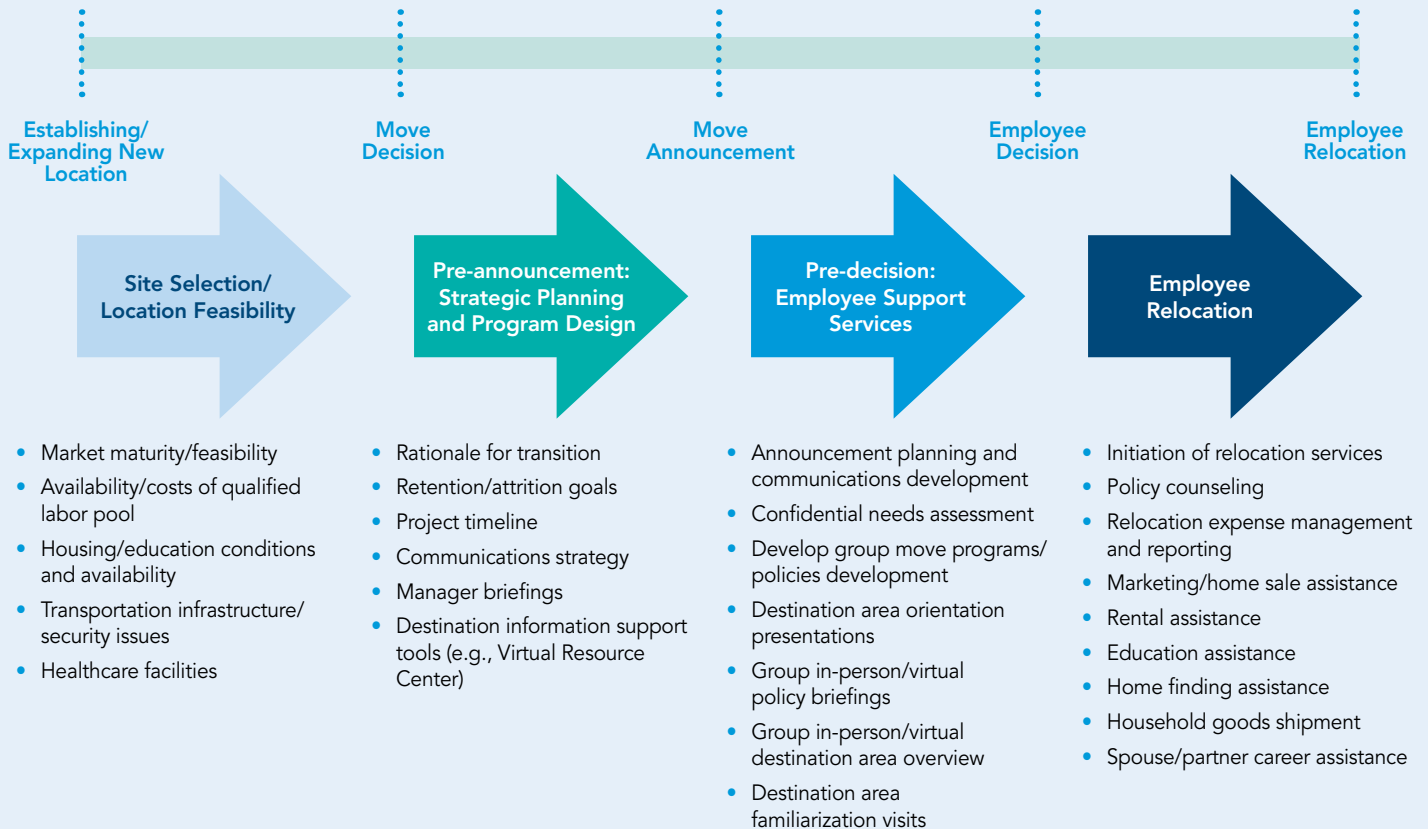 Establishing/
Expanding New
Location
Move
Decision
Move
Announcement
Employee
Decision
Employee
Relocation
Site Selection/
Location Feasibility
Pre-announcement:
Strategic Planning
and Program Design
Pre-decision:
Employee Support
Services
Employee
Relocation
• Market maturity/feasibility
• Availability/costs of qualified
labor pool
• Housing/education conditions
and availability
• Transportation infrastructure/
security issues
• Healthcare facilities
• Rationale for transition
• Retention/attrition goals
• Project timeline
• Communications strategy
• Manager briefings
• Destination information support
tools (e.g., Virtual Resource
Center)
• Announcement planning and
communications development
• Confidential needs assessment
• Develop group move programs/
policies development
• Destination area orientation
presentations
• Group in-person/virtual
policy briefings
• Group in-person/virtual
destination area overview
• Destination area
familiarization visits
• Initiation of relocation services
• Policy counseling
• Relocation expense management
and reporting
• Marketing/home sale assistance
• Rental assistance
• Education assistance
• Home finding assistance
• Household goods shipment
• Spouse/partner career assistance